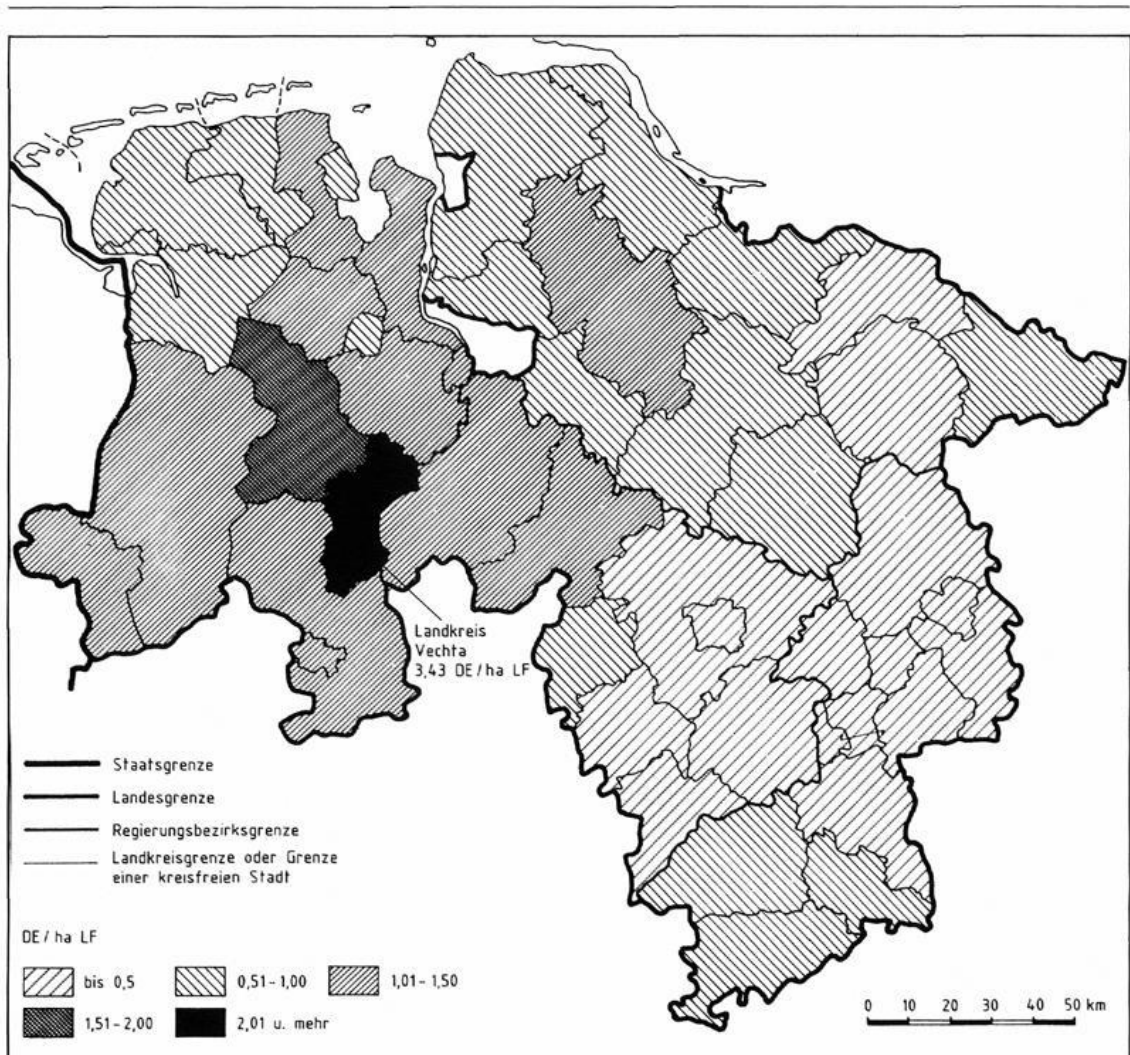 Landkreis
Vechta
3,43 DE/ha LF
Staatsgrenze
Landesgrenze
Regierungsbezirksgrenze
Landkreisgrenze oder Grenze
einer kreisfreien Stadt
DE/ha LF
bis 0,5
0,51-1,00
1,01-1,50
1,51-2,00
2,01 u. mehr
0 10 20 30 40 50 km